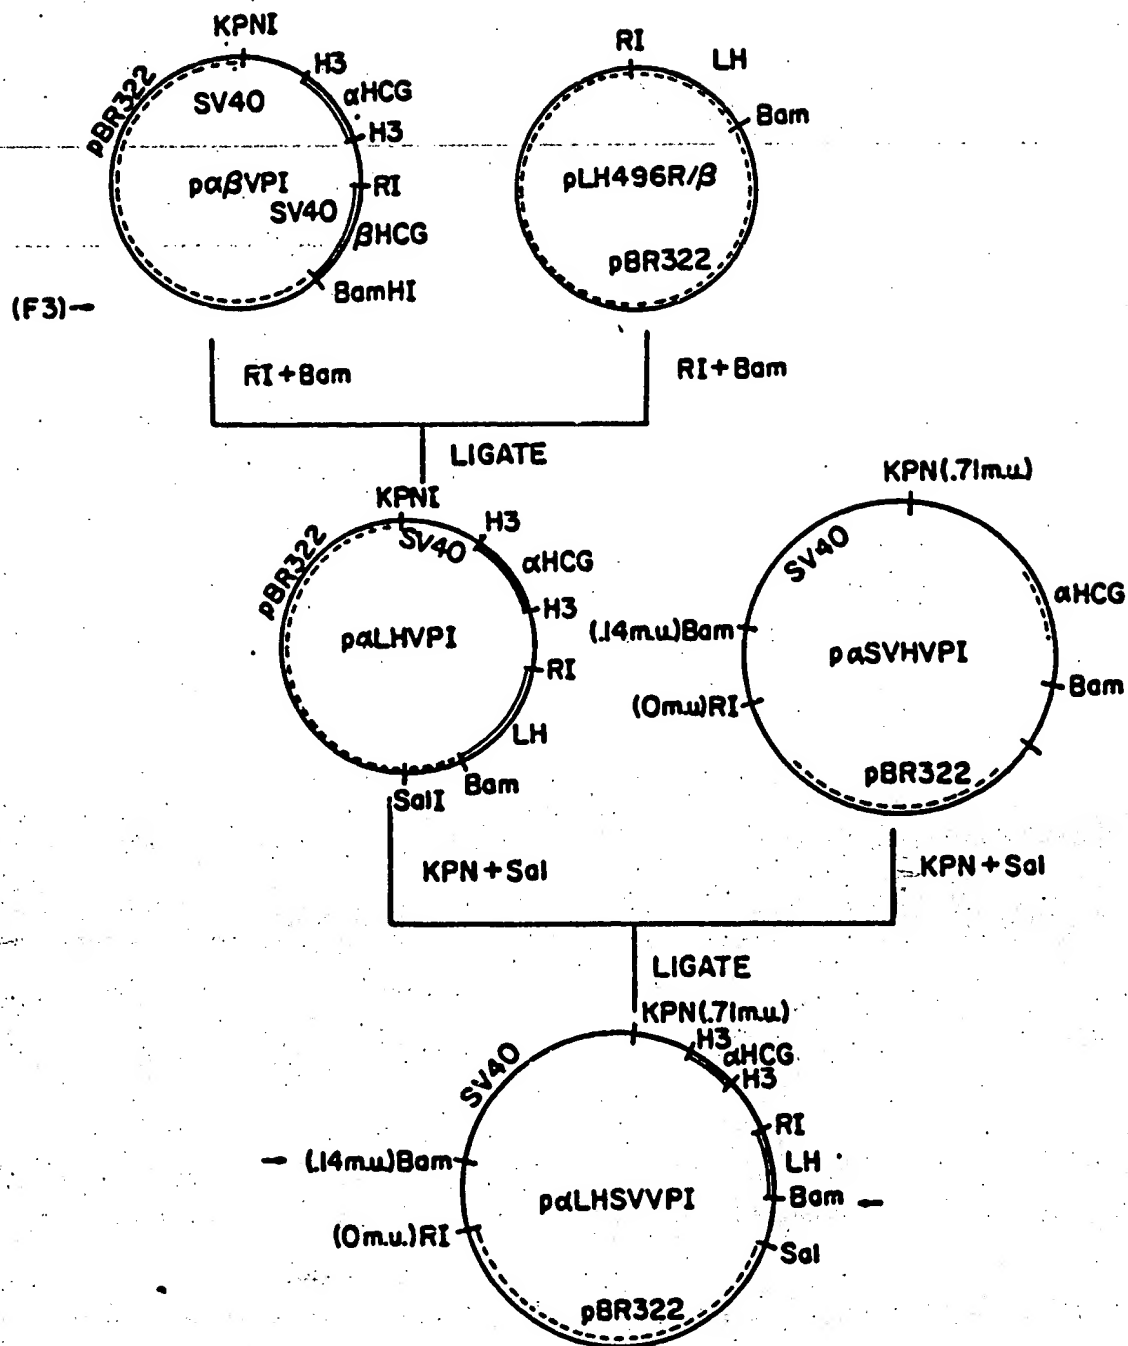 KPNI
H3
αHCG
H3
pBR322
SV40
pαβVPI
RI
SV40
βHCG
BamHI
(F3)
RI
LH
Bam
pLH496R/β
pBR322
RI+Bam
RI+Bam
LIGATE
KPNI
SV40
H3
αHCG
H3
pBR322
pαLHVPI
RI
LH
Bam
SalI
KPN(.71m.u.)
SV40
αHCG
(.14m.u.)Bam
pαSVHVPI
Bam
(0m.u)RI
pBR322
KPN+Sal
KPN+Sal
LIGATE
KPN(.71m.u.)
H3
αHCG
H3
SV40
RI
LH
(.14m.u)Bam
Bam
pαLHSVVPI
(0m.u.)RI
Sal
pBR322